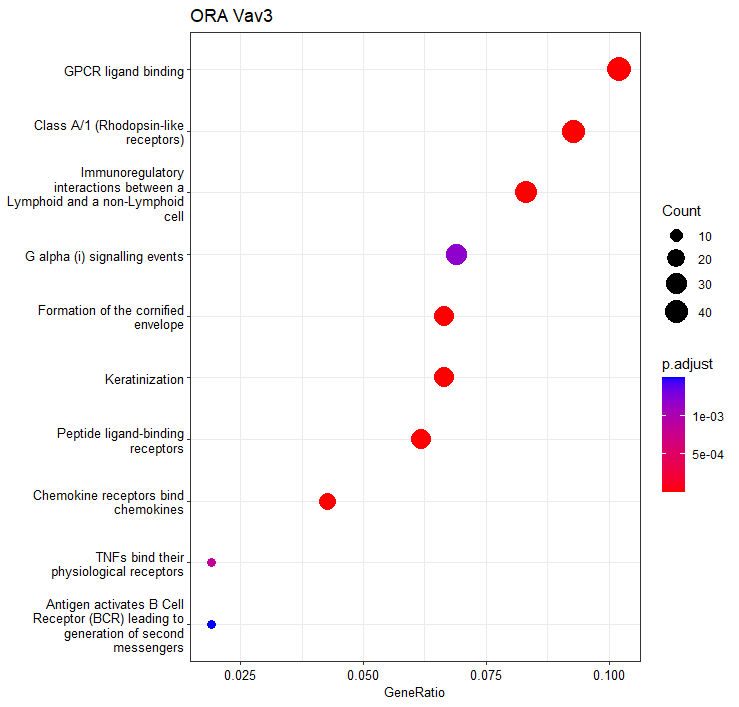 ORA Vav3
GPCR ligand binding
Class A/1 (Rhodopsin-like
receptors)
Immunoregulatory
interactions between a
Lymphoid and a non-Lymphoid
cell
G alpha (i) signalling events
Formation of the cornified
envelope
Keratinization
Peptide ligand-binding
receptors
Chemokine receptors bind
chemokines
TNFs bind their
physiological receptors
Antigen activates B Cell
Receptor (BCR) leading to
generation of second
messengers
0.025 0.050 0.075 0.100
GeneRatio
Count
10
20
30
40
p.adjust
1e-03
5e-04